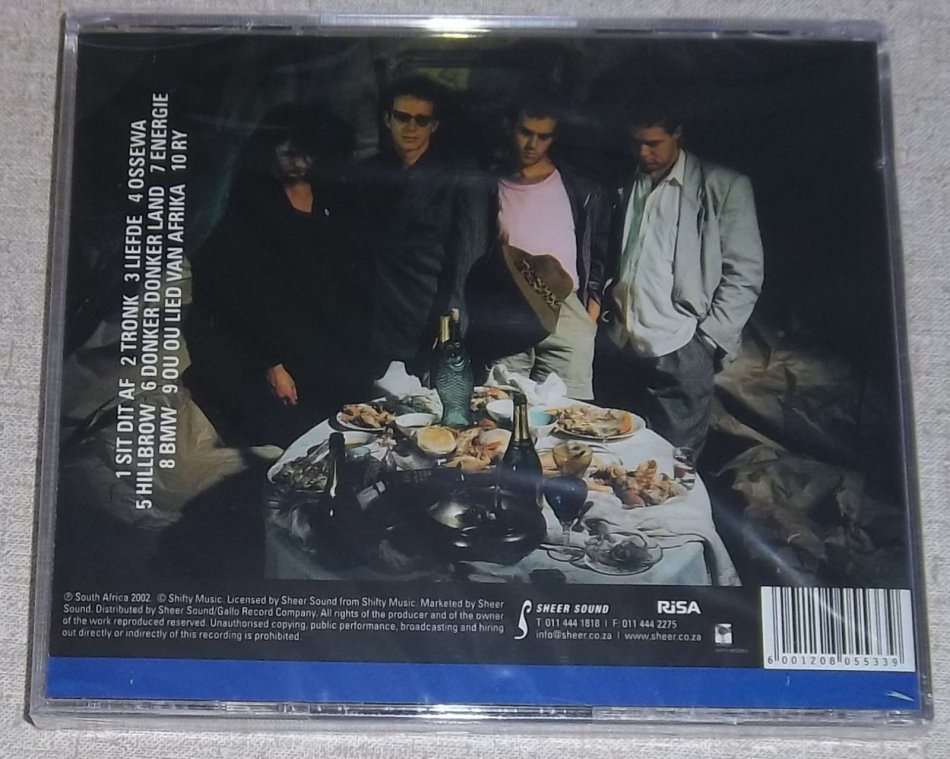 1 SIT DIT AF 2 TRONK 3 LIEFDE 4 OSSEWA
5 HILLBROW 6 DONKER DONKER LAND 7 ENERGIE
8 BMW 9 OU OU LIED VAN AFRIKA 10 RY
℗ South Africa 2002. © Shifty Music. Licensed by Sheer Sound from Shifty Music. Marketed by Sheer
Sound. Distributed by Sheer Sound/Gallo Record Company. All rights of the producer and of the owner
of the work reproduced reserved. Unauthorised copying, public performance, broadcasting and hiring
out directly or indirectly of this recording is prohibited.
SHEER SOUND
T: 011 444 1818 | F: 011 444 2275
info@sheer.co.za | www.sheer.co.za
RiSA
6 001208 055339